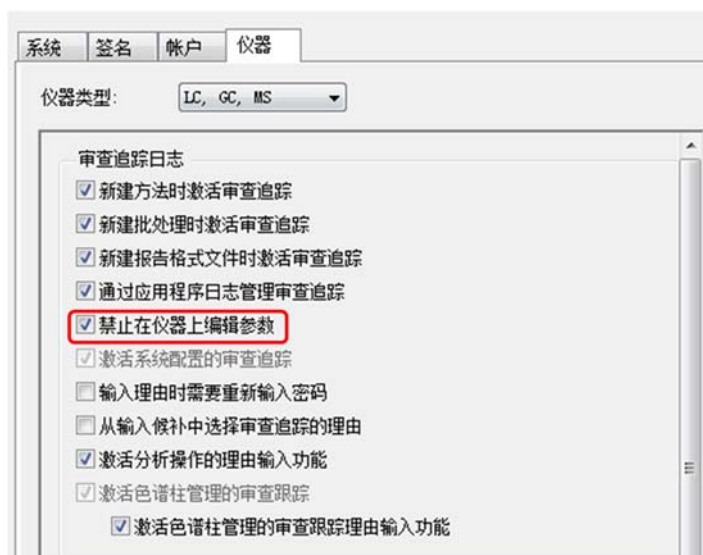 系统 签名 帐户 仪器
仪器类型: LC, GC, MS
审查追踪日志
新建方法时激活审查追踪
新建批处理时激活审查追踪
新建报告格式文件时激活审查追踪
通过应用程序日志管理审查追踪
禁止在仪器上编辑参数
激活系统配置的审查追踪
输入理由时需要重新输入密码
从输入候补中选择审查追踪的理由
激活分析操作的理由输入功能
激活色谱柱管理的审查跟踪
激活色谱柱管理的审查跟踪理由输入功能